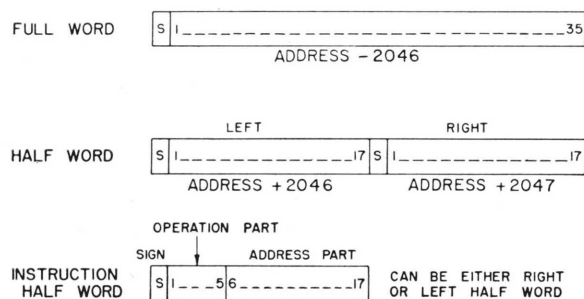 FULL WORD S 1 35
ADDRESS -2046
LEFT RIGHT
HALF WORD S 1 17 S 1 17
ADDRESS +2046 ADDRESS +2047
OPERATION PART
SIGN ADDRESS PART
INSTRUCTION HALF WORD S 1 5 6 17 CAN BE EITHER RIGHT OR LEFT HALF WORD